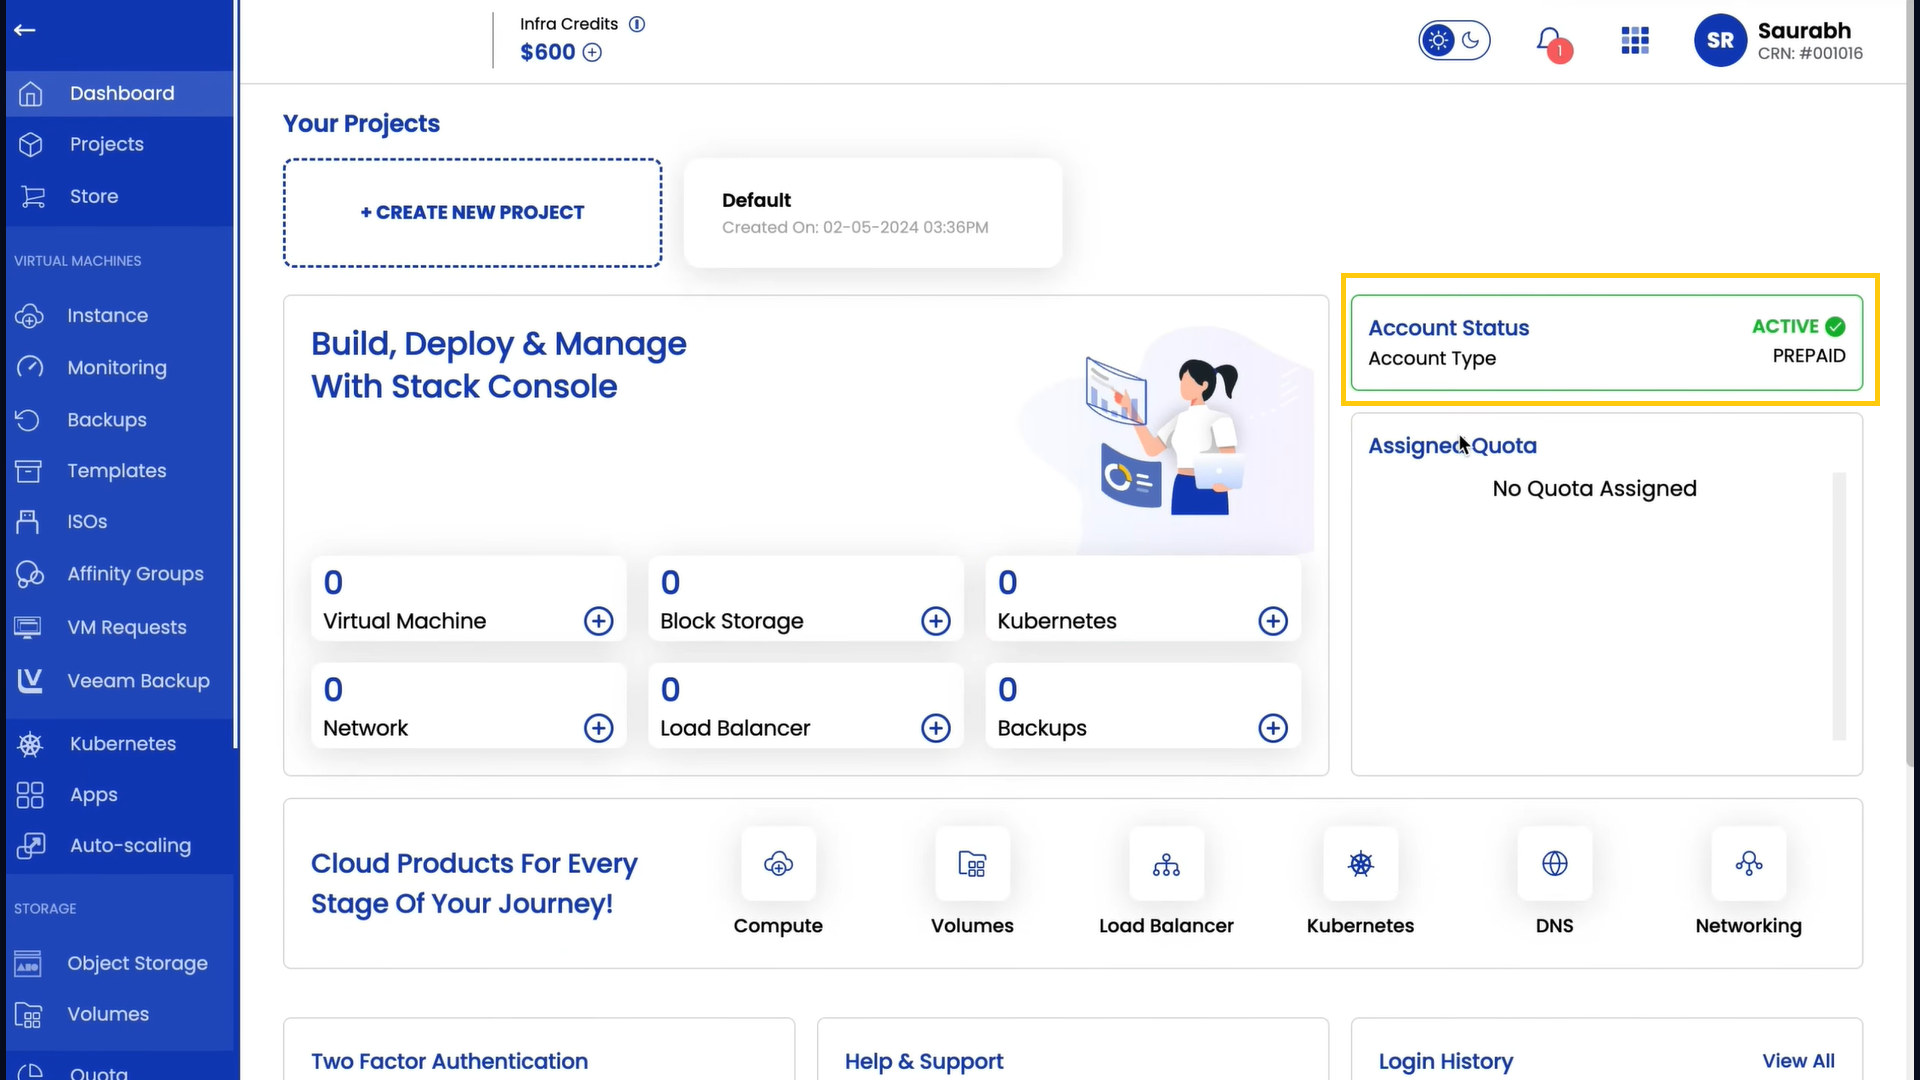 Infra Credits
$600
1
SR
Saurabh
CRN: #001016
Dashboard
Projects
Store
VIRTUAL MACHINES
Instance
Monitoring
Backups
Templates
ISOs
Affinity Groups
VM Requests
Veeam Backup
Kubernetes
Apps
Auto-scaling
STORAGE
Object Storage
Volumes
Quota
Your Projects
+ CREATE NEW PROJECT
Default
Created On: 02-05-2024 03:36PM
Build, Deploy & Manage
With Stack Console
0
Virtual Machine
0
Block Storage
0
Kubernetes
0
Network
0
Load Balancer
0
Backups
Account Status
ACTIVE
Account Type
PREPAID
Assigned Quota
No Quota Assigned
Cloud Products For Every
Stage Of Your Journey!
Compute
Volumes
Load Balancer
Kubernetes
DNS
Networking
Two Factor Authentication
Help & Support
Login History
View All